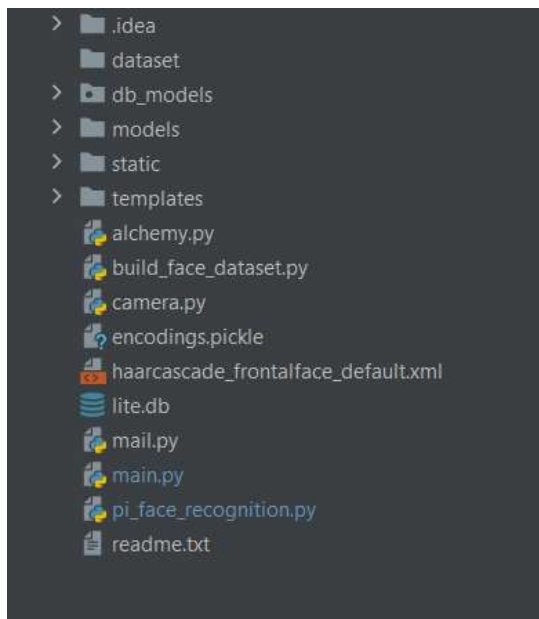 .idea
dataset
db_models
models
static
templates
alchemy.py
build_face_dataset.py
camera.py
encodings.pickle
haarcascade_frontalface_default.xml
lite.db
mail.py
main.py
pi_face_recognition.py
readme.txt